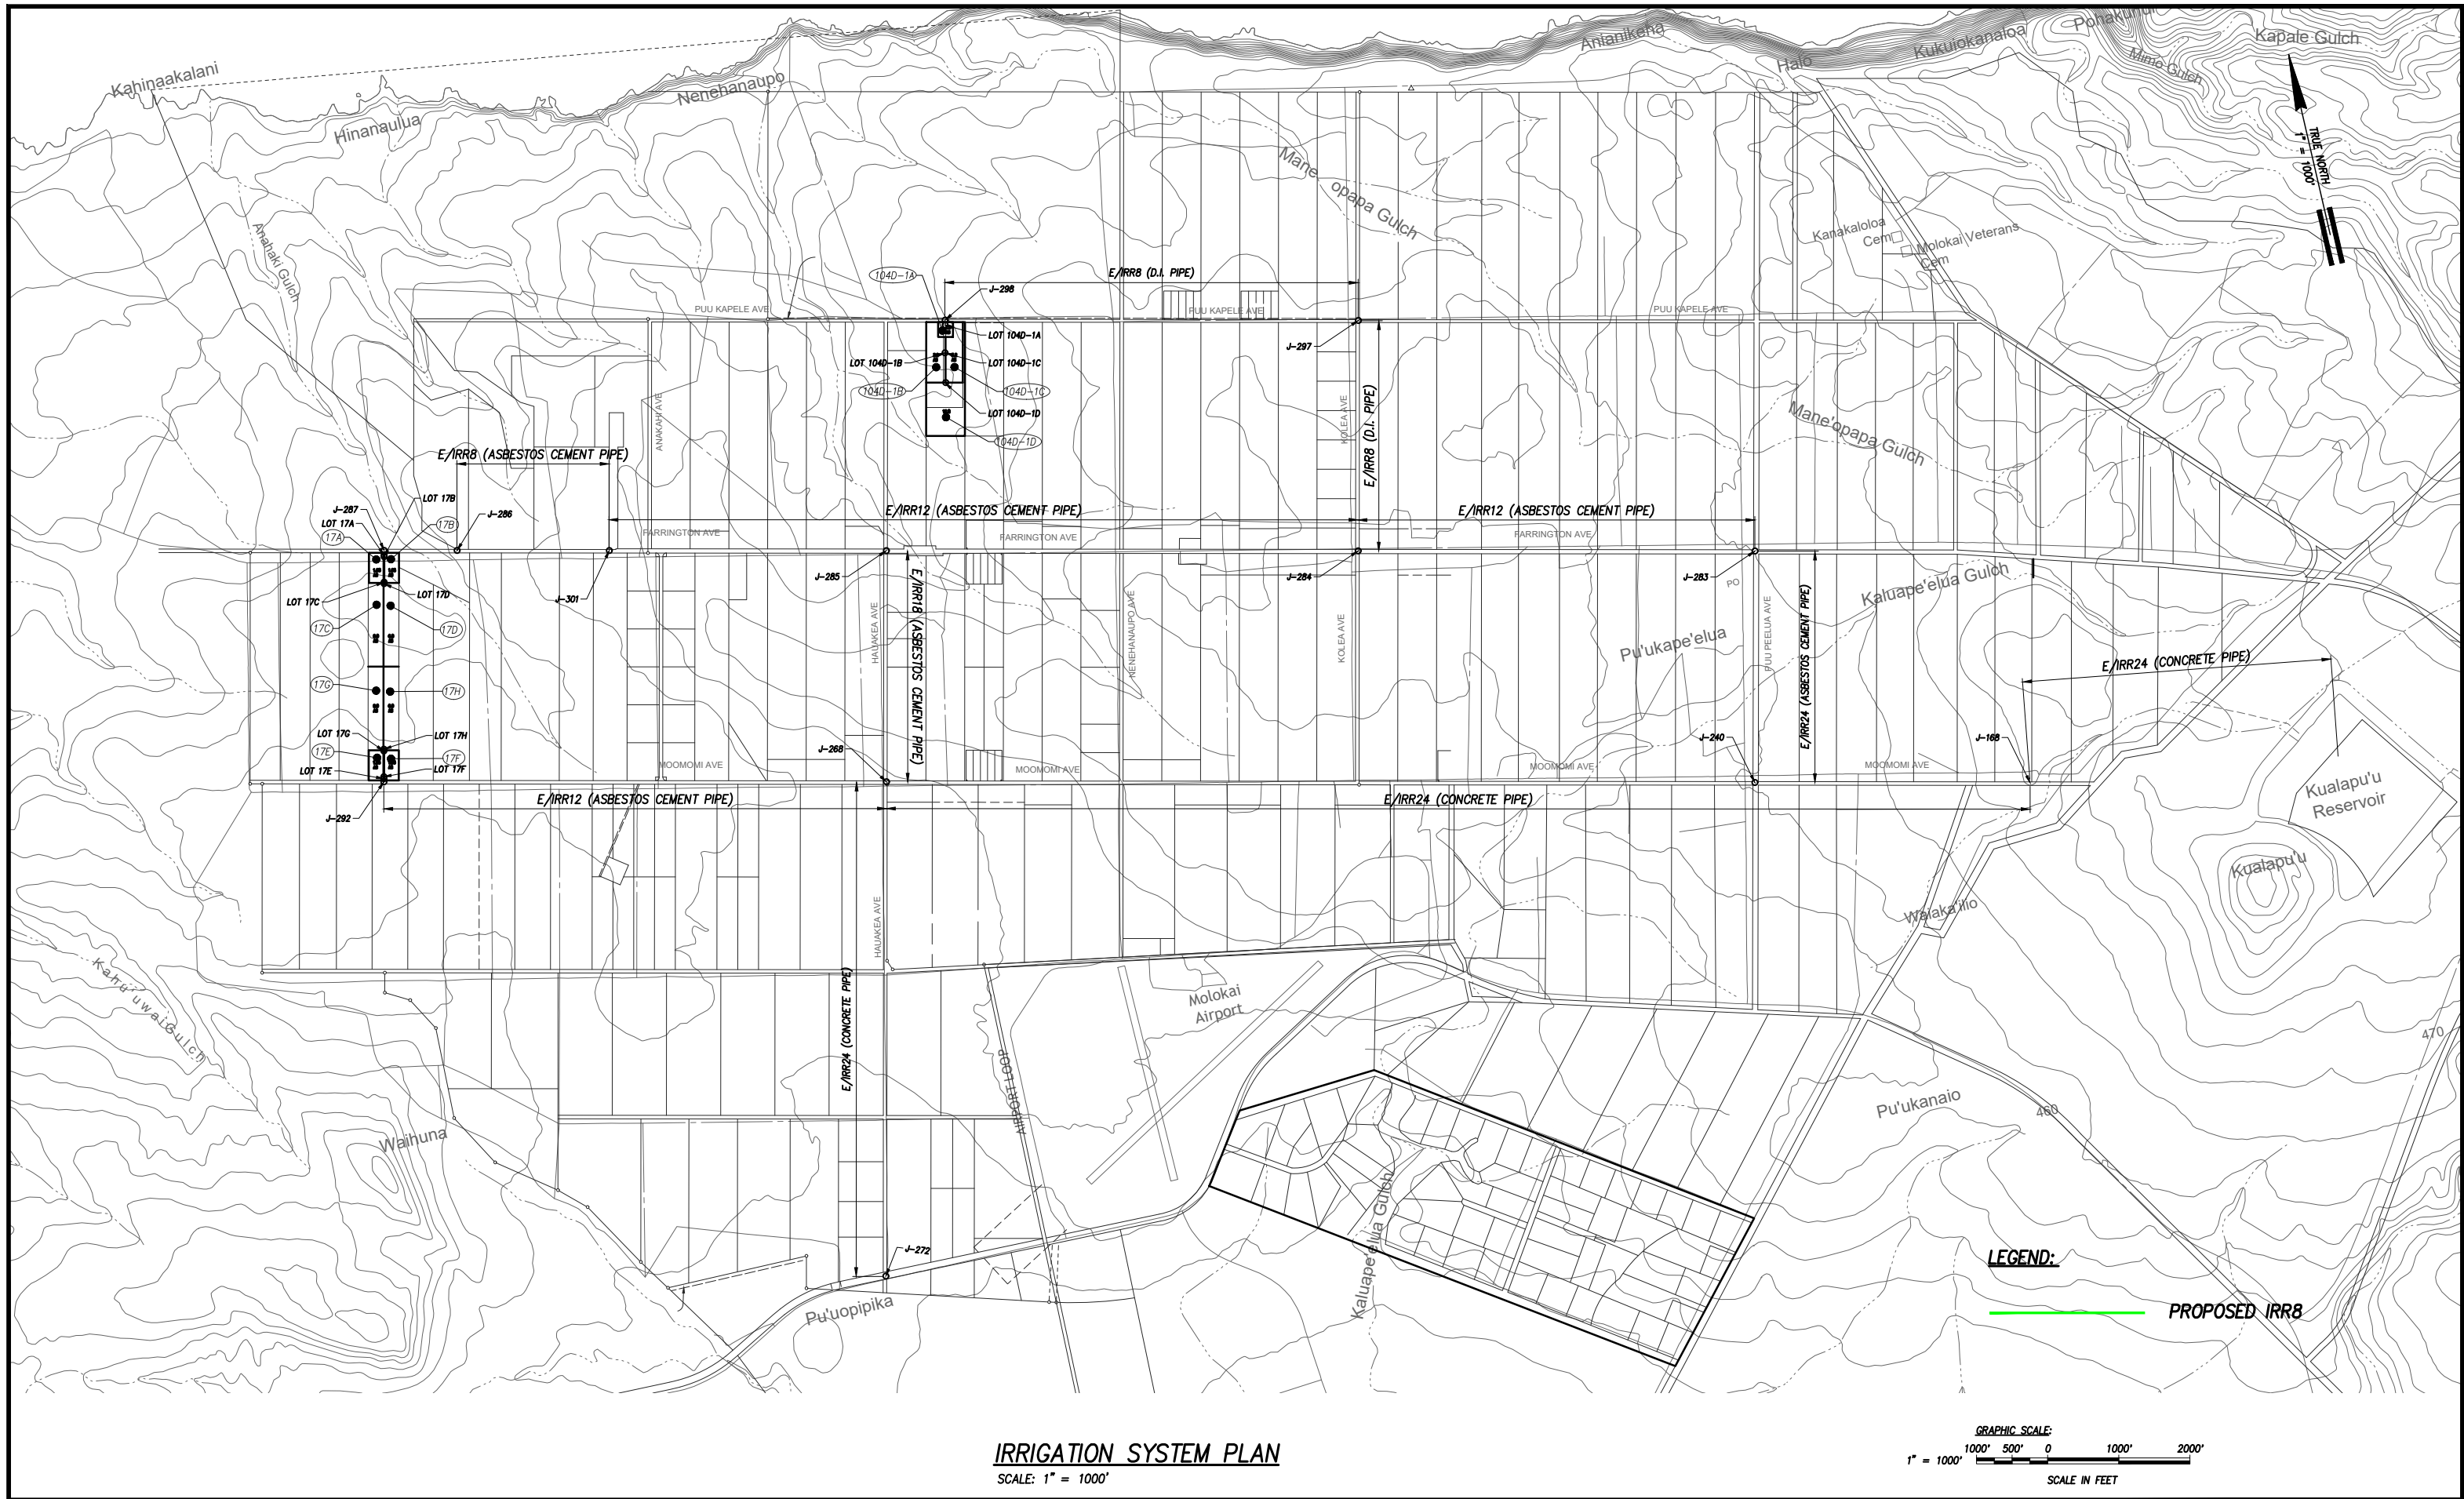 Kahinaakalani
Hinanaulua
Nenehanaupo
Anianikeha
Halo
Kukuiokanaloa
Mimo Gulch
Kapale Gulch
TRUE NORTH
1" = 1000'
Anahaki Gulch
Mane opapa Gulch
Kanakaloloa
Cem
Molokai Veterans
Cem
E/IRR8 (D.I. PIPE)
104D-1A
J-298
PUU KAPELE AVE
PUU KAPELE AVE
PUU KAPELE AVE
LOT 104D-1A
J-297
LOT 104D-1B
LOT 104D-1C
104D-1B
104D-1C
LOT 104D-1D
104D-1D
ANAKAHI AVE
KOLEA AVE
E/IRR8 (D.I. PIPE)
Mane'opapa Gulch
E/IRR8 (ASBESTOS CEMENT PIPE)
LOT 17B
J-287
LOT 17A
17B
17A
J-286
E/IRR12 (ASBESTOS CEMENT PIPE)
E/IRR12 (ASBESTOS CEMENT PIPE)
FARRINGTON AVE
FARRINGTON AVE
FARRINGTON AVE
J-285
J-284
J-283
PO
Kaluape'elua Gulch
LOT 17C
LOT 17D
J-301
17C
17D
HAUAKEA AVE
E/IRR18 (ASBESTOS CEMENT PIPE)
NENEHANAUPO AVE
KOLEA AVE
Pu'ukape'elua
PUU PEELUA AVE
E/IRR24 (ASBESTOS CEMENT PIPE)
E/IRR24 (CONCRETE PIPE)
17G
17H
LOT 17G
LOT 17H
17E
17F
LOT 17E
LOT 17F
J-268
J-240
J-168
MOOMOMI AVE
MOOMOMI AVE
MOOMOMI AVE
MOOMOMI AVE
E/IRR12 (ASBESTOS CEMENT PIPE)
E/IRR24 (CONCRETE PIPE)
J-292
Kualapu'u
Reservoir
Kualapu'u
HAUAKEA AVE
Waiaka'ilio
Kahu'uwai Gulch
E/IRR24 (CONCRETE PIPE)
Molokai
Airport
AIRPORT LOOP
470
460
Pu'ukanaio
Waihuna
Kaluape'elua Gulch
J-272
Pu'uopipika
LEGEND:
PROPOSED IRR8
IRRIGATION SYSTEM PLAN
SCALE: 1" = 1000'
GRAPHIC SCALE:
1" = 1000'
1000' 500' 0 1000' 2000'
SCALE IN FEET